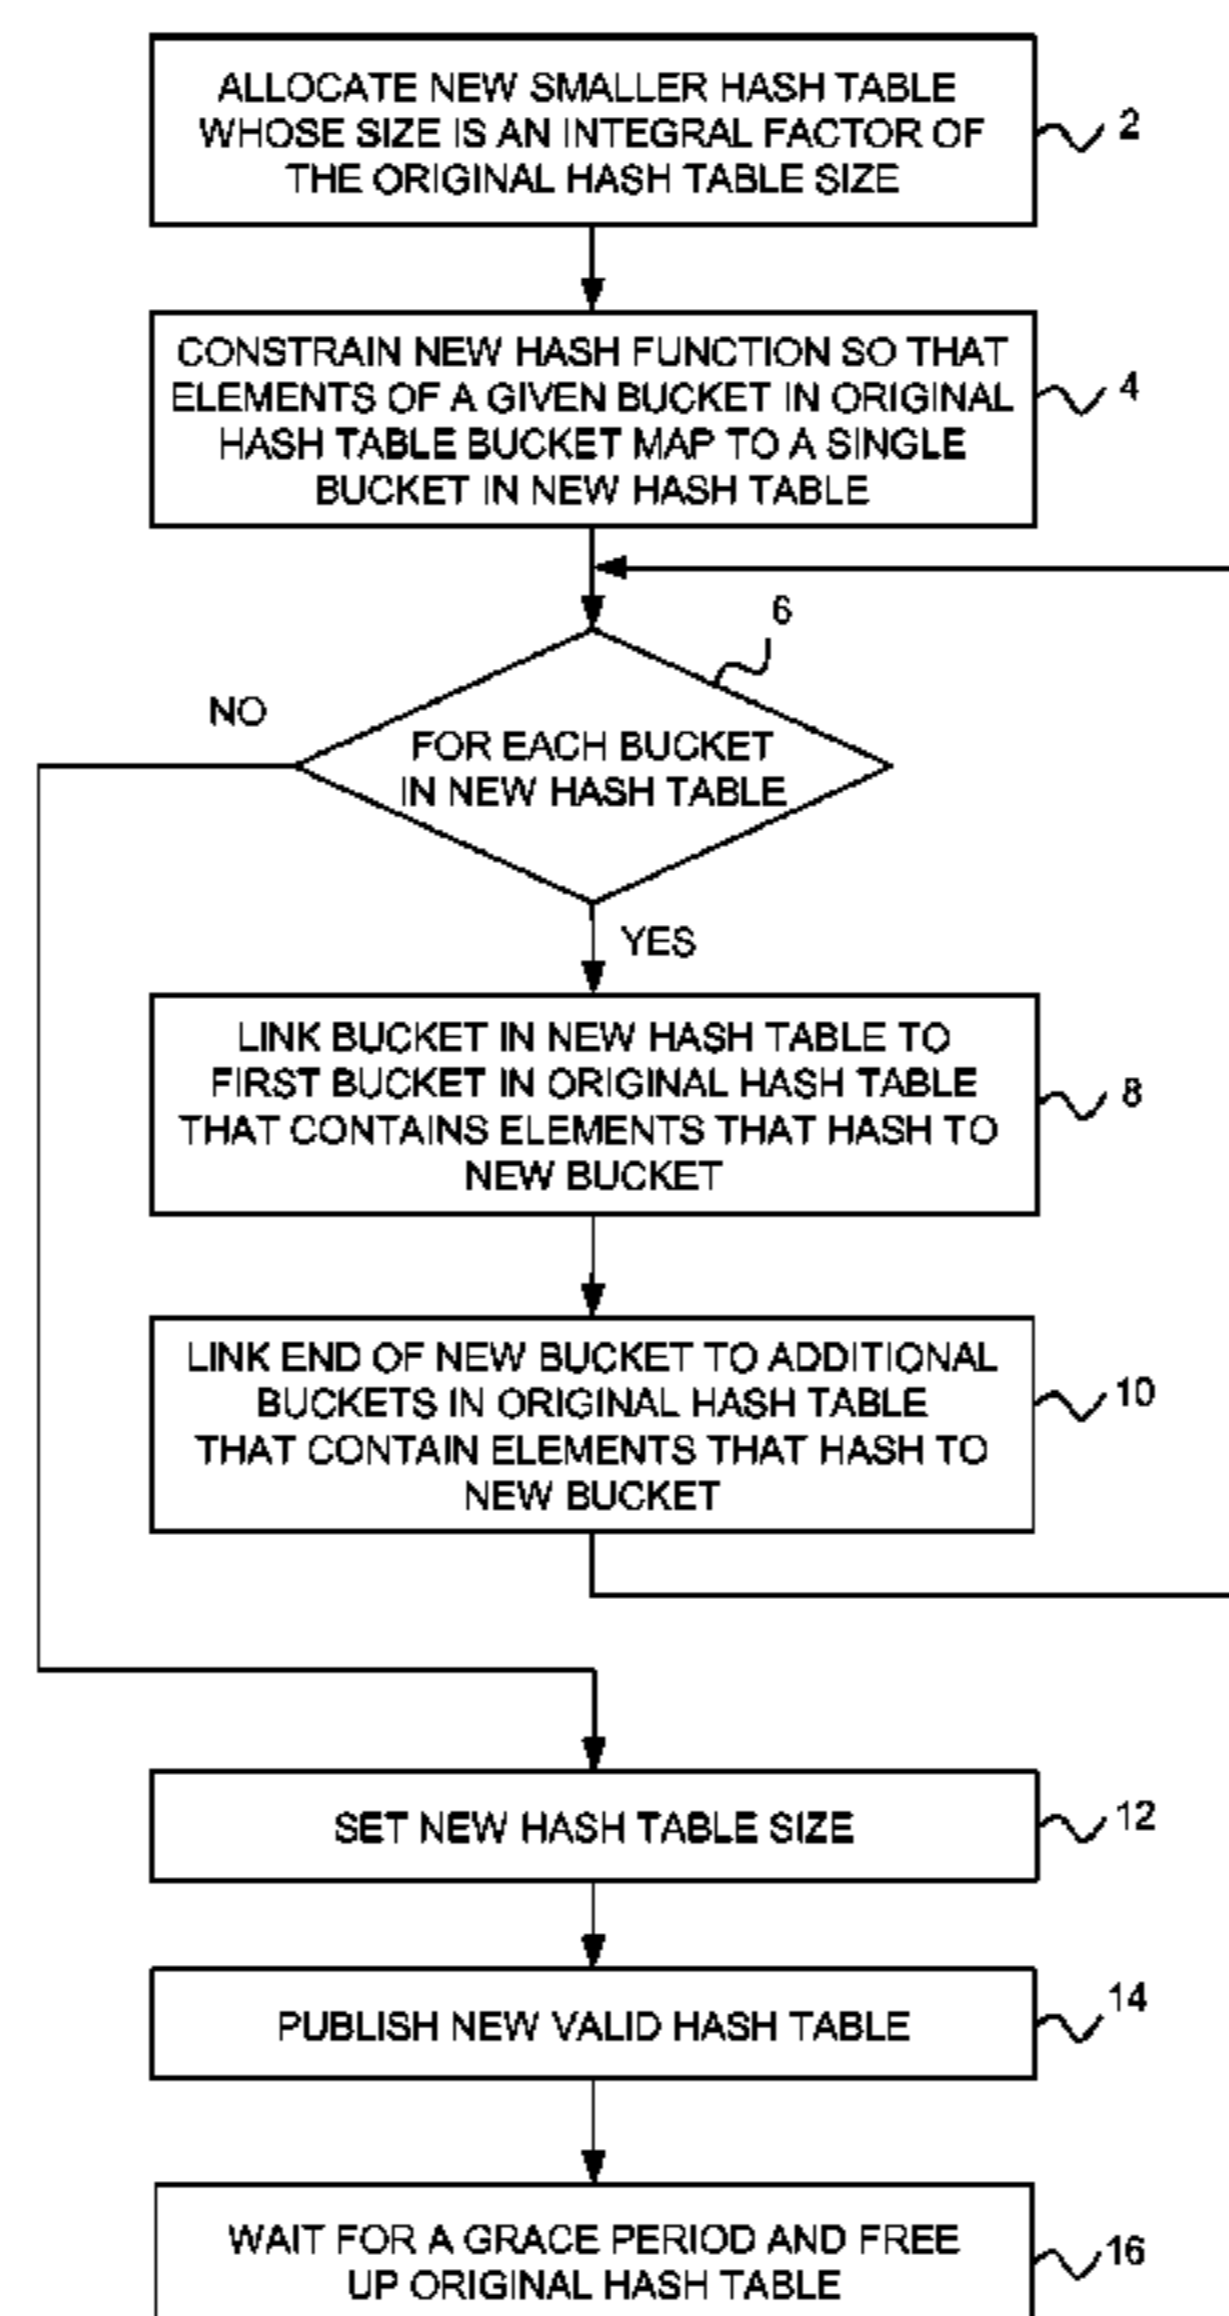 ALLOCATE NEW SMALLER HASH TABLE
WHOSE SIZE IS AN INTEGRAL FACTOR OF
THE ORIGINAL HASH TABLE SIZE
2
CONSTRAIN NEW HASH FUNCTION SO THAT
ELEMENTS OF A GIVEN BUCKET IN ORIGINAL
HASH TABLE BUCKET MAP TO A SINGLE
BUCKET IN NEW HASH TABLE
4
6
NO
FOR EACH BUCKET
IN NEW HASH TABLE
YES
LINK BUCKET IN NEW HASH TABLE TO
FIRST BUCKET IN ORIGINAL HASH TABLE
THAT CONTAINS ELEMENTS THAT HASH TO
NEW BUCKET
8
LINK END OF NEW BUCKET TO ADDITIONAL
BUCKETS IN ORIGINAL HASH TABLE
THAT CONTAIN ELEMENTS THAT HASH TO
NEW BUCKET
10
SET NEW HASH TABLE SIZE
12
PUBLISH NEW VALID HASH TABLE
14
WAIT FOR A GRACE PERIOD AND FREE
UP ORIGINAL HASH TABLE
16